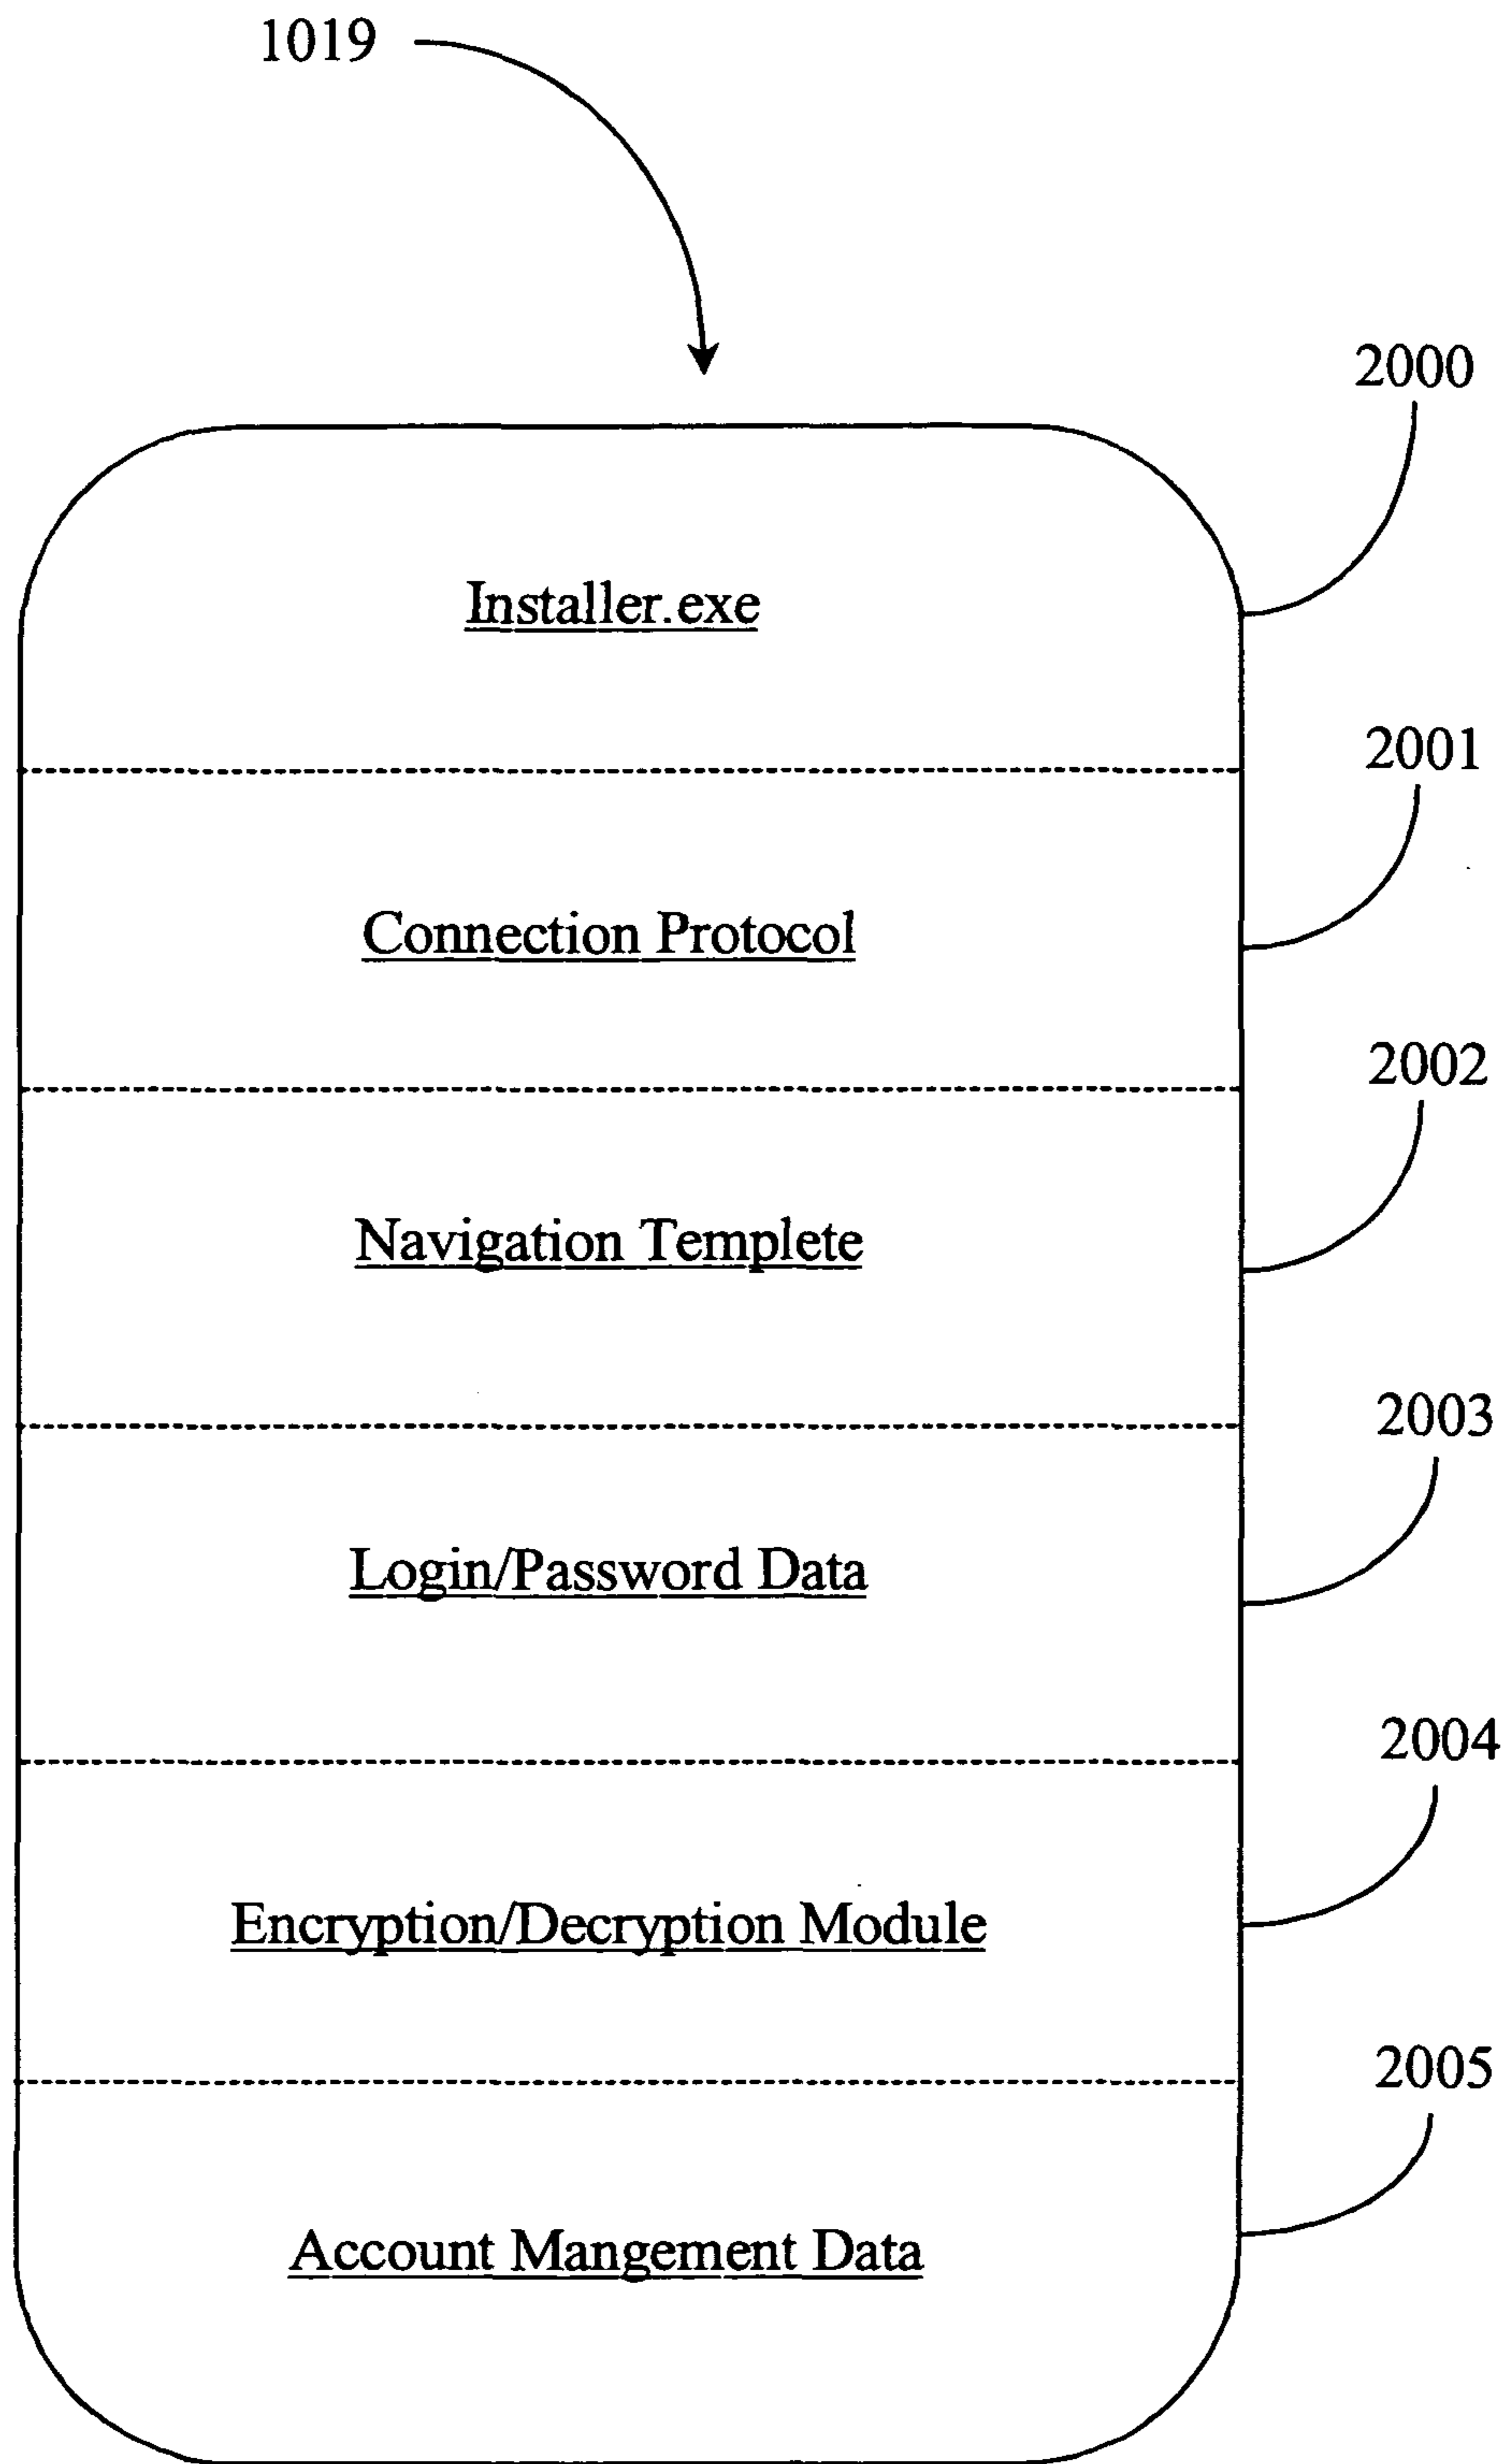 1019
2000
Installer.exe
2001
Connection Protocol
2002
Navigation Templete
2003
Login/Password Data
2004
Encryption/Decryption Module
2005
Account Mangement Data